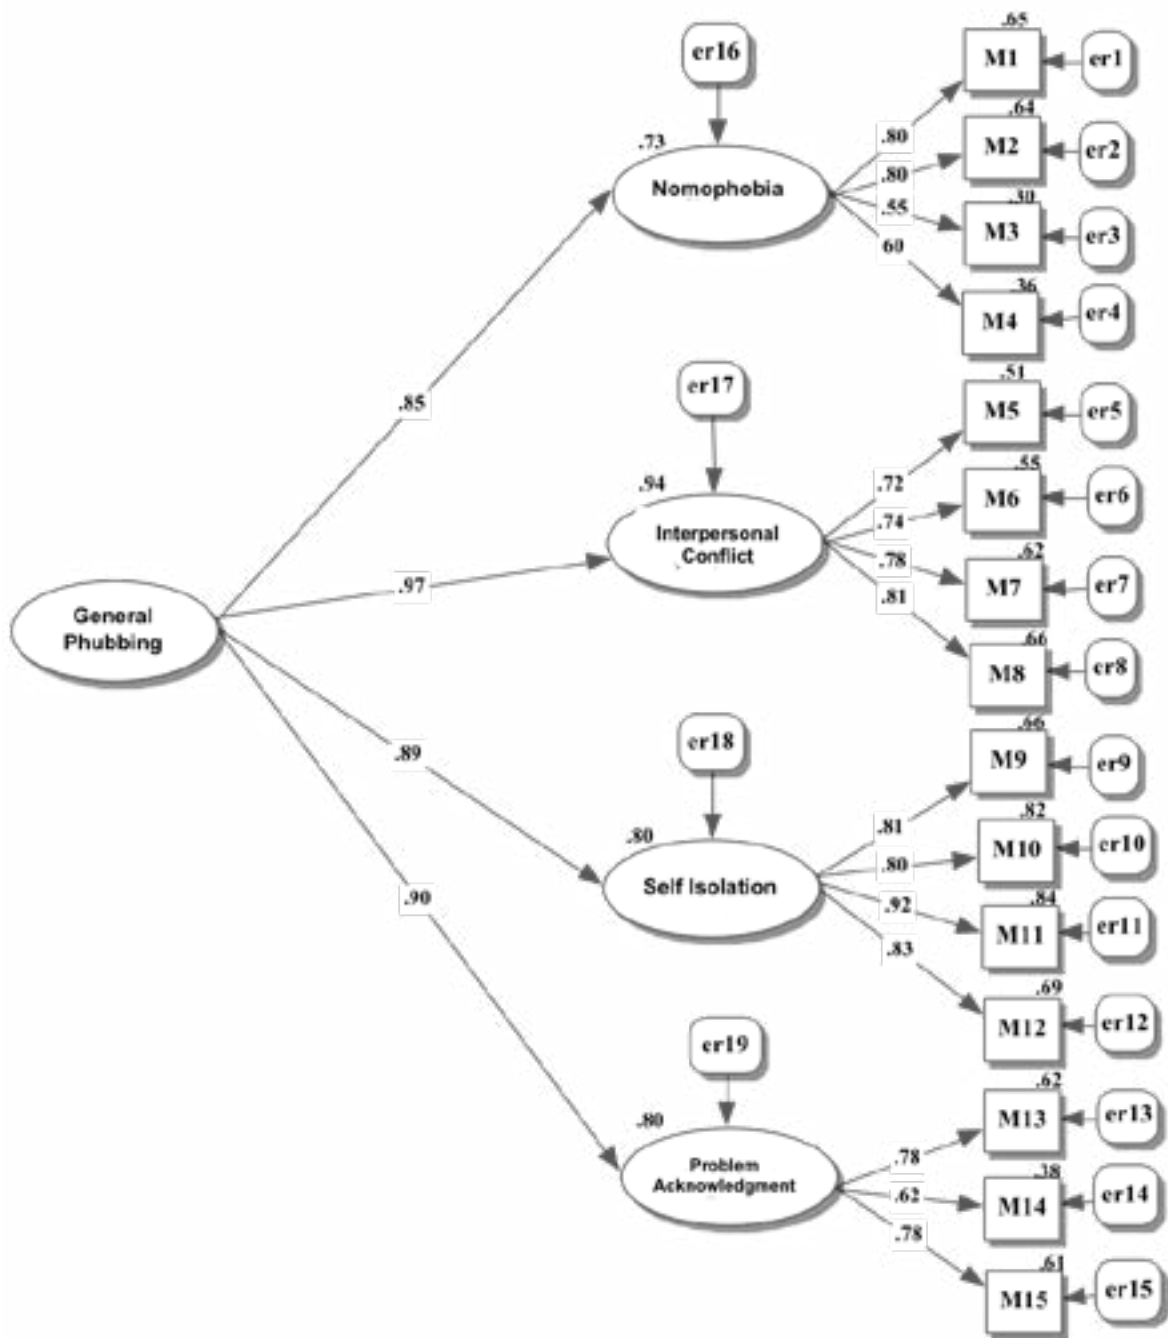 .65
er16
M1
er1
.64
.80
.73
M2
er2
.80
Nomophobia
.30
.55
M3
er3
60
.36
M4
er4
.85
.51
er17
M5
er5
.72
.55
.94
M6
er6
.74
Interpersonal
Conflict
.62
.78
M7
er7
.97
.81
General
Phubbing
.66
M8
er8
.66
er18
M9
er9
.89
.81
.82
.80
M10
er10
.80
Self Isolation
.84
.90
.92
M11
er11
.83
.69
M12
er12
er19
.62
M13
er13
.80
.78
Problem
Acknowledgment
.38
.62
M14
er14
.78
.61
M15
er15